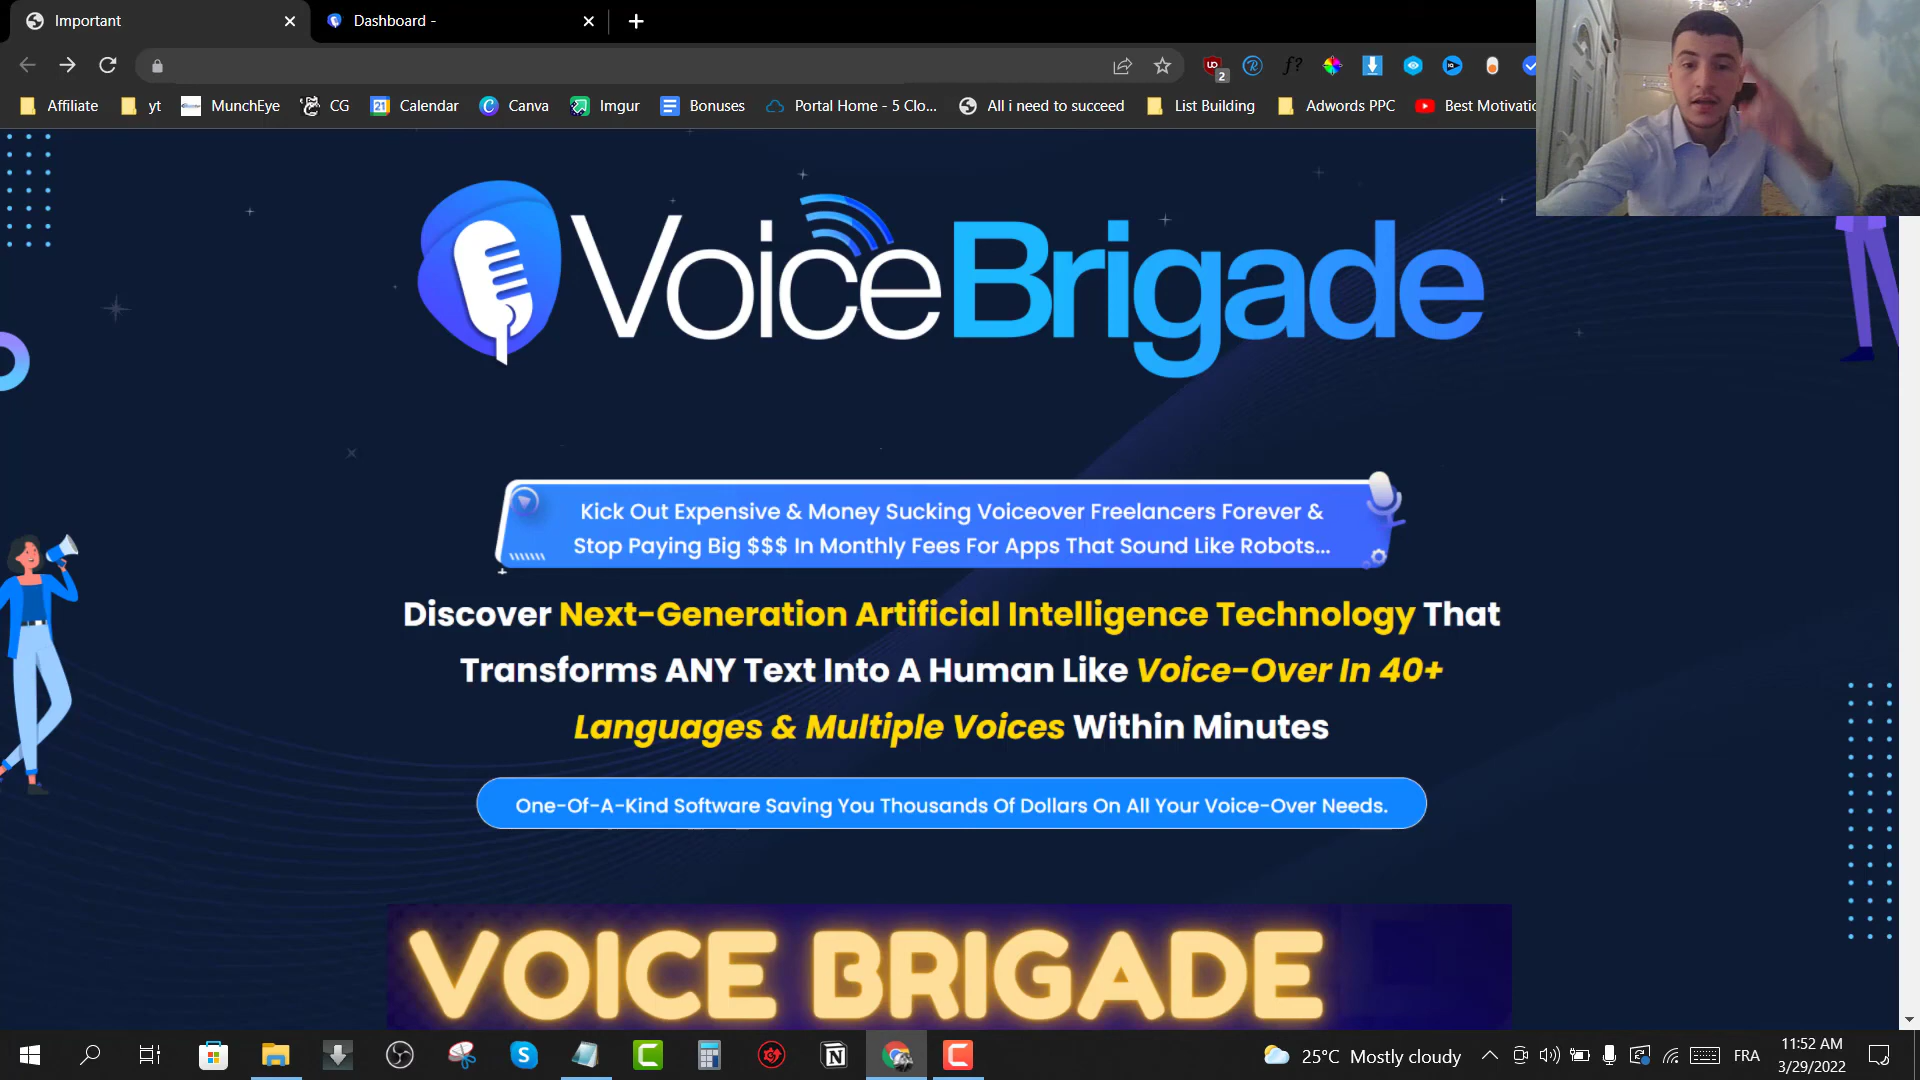 Important
Dashboard -
2
f?
Affiliate
yt
MunchEye
CG
21
Calendar
Canva
Imgur
Bonuses
Portal Home - 5 Clo...
All i need to succeed
List Building
Adwords PPC
Best Motivatio
VoiceBrigade
Kick Out Expensive & Money Sucking Voiceover Freelancers Forever &
Stop Paying Big $$$ In Monthly Fees For Apps That Sound Like Robots...
Discover Next-Generation Artificial Intelligence Technology That
Transforms ANY Text Into A Human Like Voice-Over In 40+
Languages & Multiple Voices Within Minutes
One-Of-A-Kind Software Saving You Thousands Of Dollars On All Your Voice-Over Needs.
VOICE BRIGADE
25°C Mostly cloudy
FRA
11:52 AM
3/29/2022